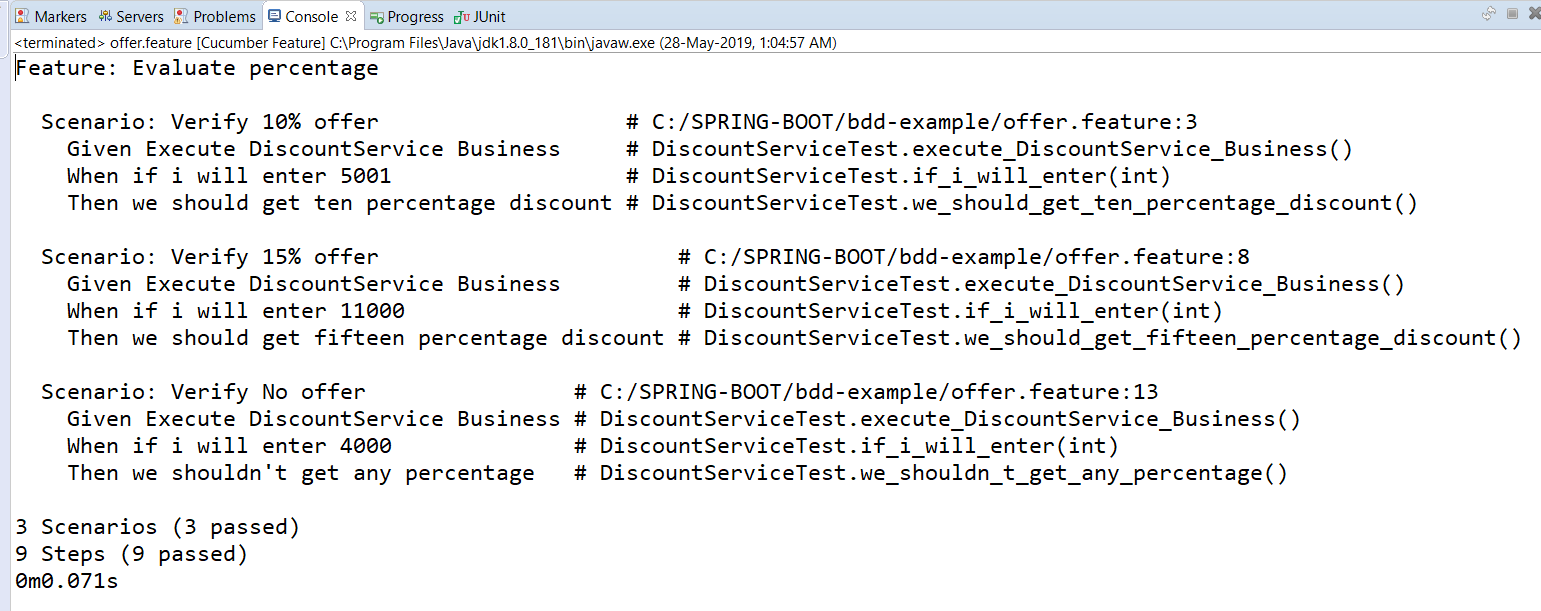 Markers Servers Problems Console Progress JUnit
<terminated> offer.feature [Cucumber Feature] C:\Program Files\Java\jdk1.8.0_181\bin\javaw.exe (28-May-2019, 1:04:57 AM)
Feature: Evaluate percentage
Scenario: Verify 10% offer # C:/SPRING-BOOT/bdd-example/offer.feature:3
Given Execute DiscountService Business # DiscountServiceTest.execute_DiscountService_Business()
When if i will enter 5001 # DiscountServiceTest.if_i_will_enter(int)
Then we should get ten percentage discount # DiscountServiceTest.we_should_get_ten_percentage_discount()
Scenario: Verify 15% offer # C:/SPRING-BOOT/bdd-example/offer.feature:8
Given Execute DiscountService Business # DiscountServiceTest.execute_DiscountService_Business()
When if i will enter 11000 # DiscountServiceTest.if_i_will_enter(int)
Then we should get fifteen percentage discount # DiscountServiceTest.we_should_get_fifteen_percentage_discount()
Scenario: Verify No offer # C:/SPRING-BOOT/bdd-example/offer.feature:13
Given Execute DiscountService Business # DiscountServiceTest.execute_DiscountService_Business()
When if i will enter 4000 # DiscountServiceTest.if_i_will_enter(int)
Then we shouldn't get any percentage # DiscountServiceTest.we_shouldn_t_get_any_percentage()
3 Scenarios (3 passed)
9 Steps (9 passed)
0m0.071s